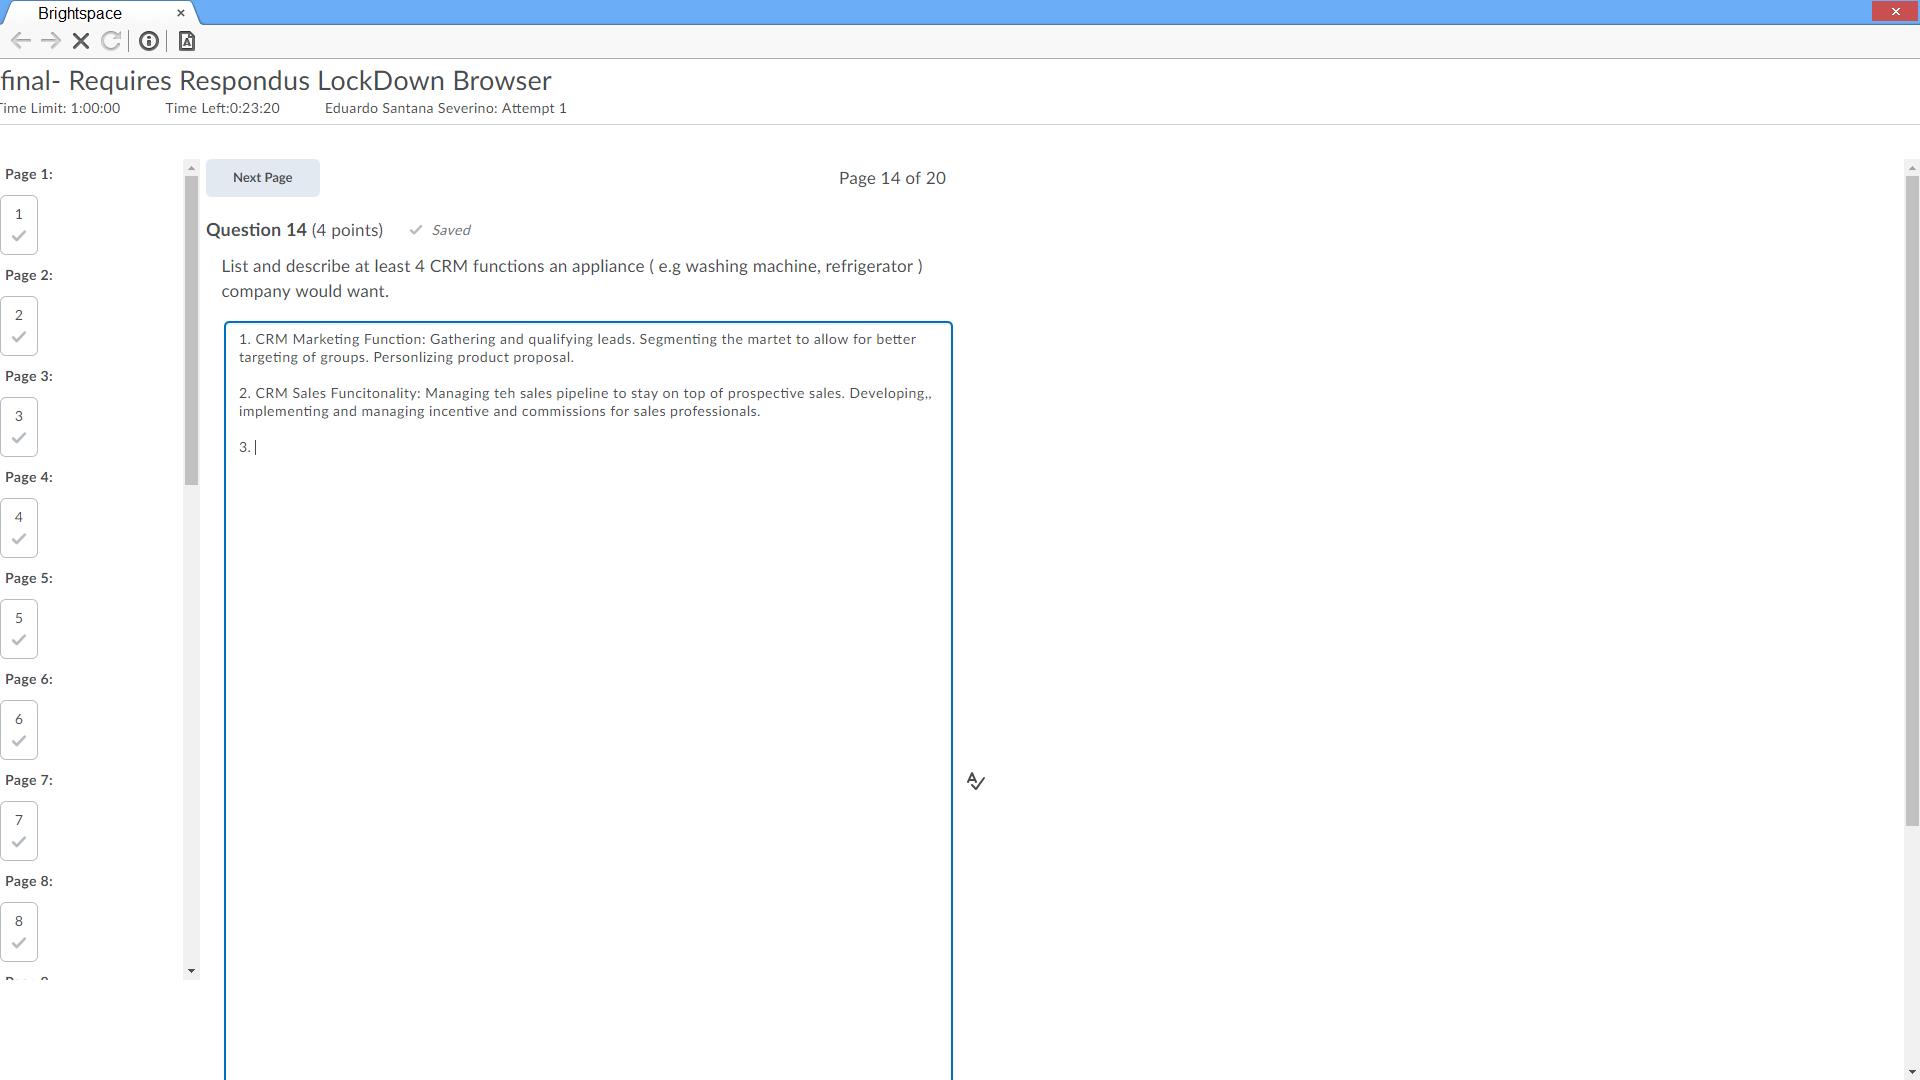 Brightspace
final- Requires Respondus LockDown Browser
Time Limit: 1:00:00 Time Left:0:23:20 Eduardo Santana Severino: Attempt 1
Page 1:
1
Page 2:
2
Page 3:
3
Page 4:
4
Page 5:
5
Page 6:
6
Page 7:
7
Page 8:
8
Next Page
Page 14 of 20
Question 14 (4 points) Saved
List and describe at least 4 CRM functions an appliance ( e.g washing machine, refrigerator )
company would want.
1. CRM Marketing Function: Gathering and qualifying leads. Segmenting the martet to allow for better
targeting of groups. Personlizing product proposal.
2. CRM Sales Funcitonality: Managing teh sales pipeline to stay on top of prospective sales. Developing,,
implementing and managing incentive and commissions for sales professionals.
3.